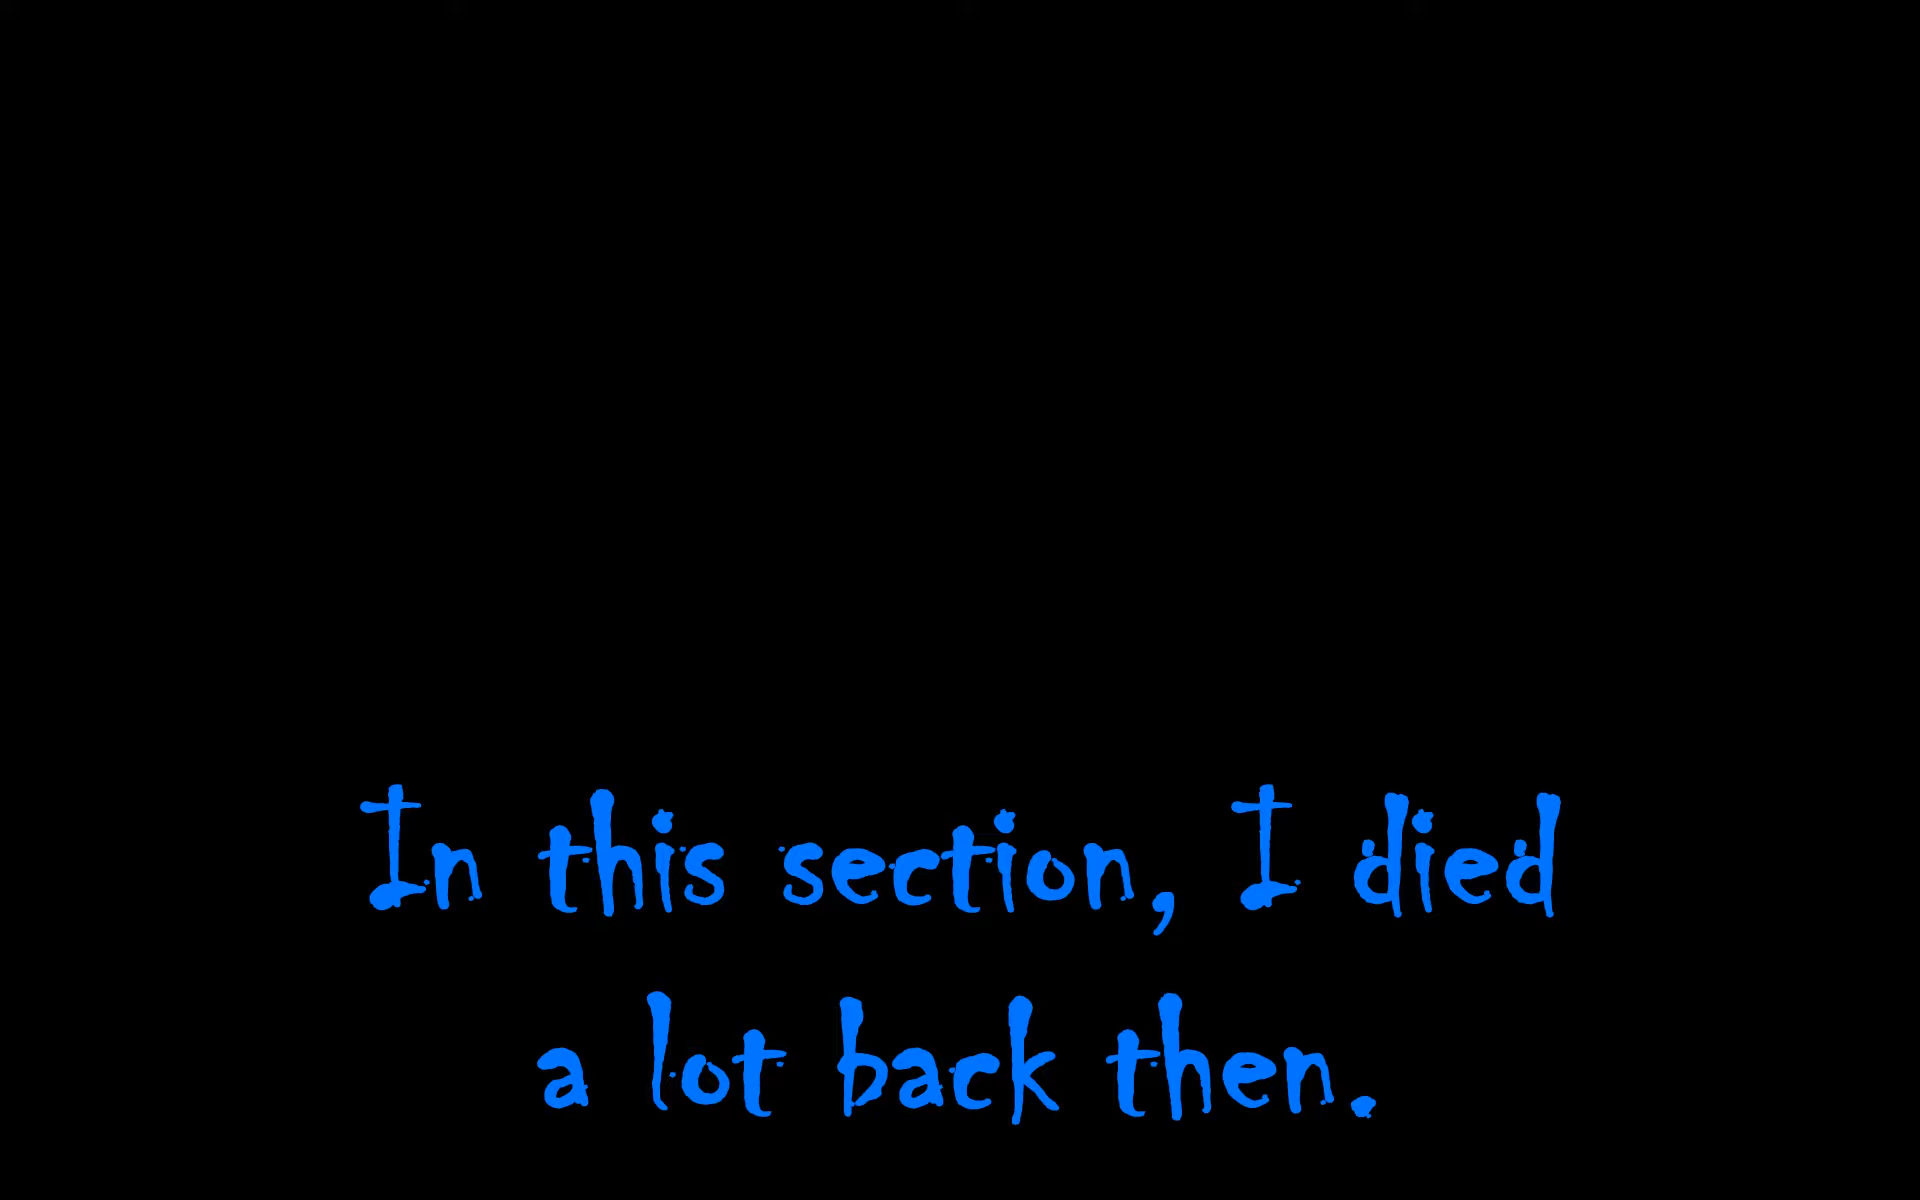 In this section, I died
a lot back then.